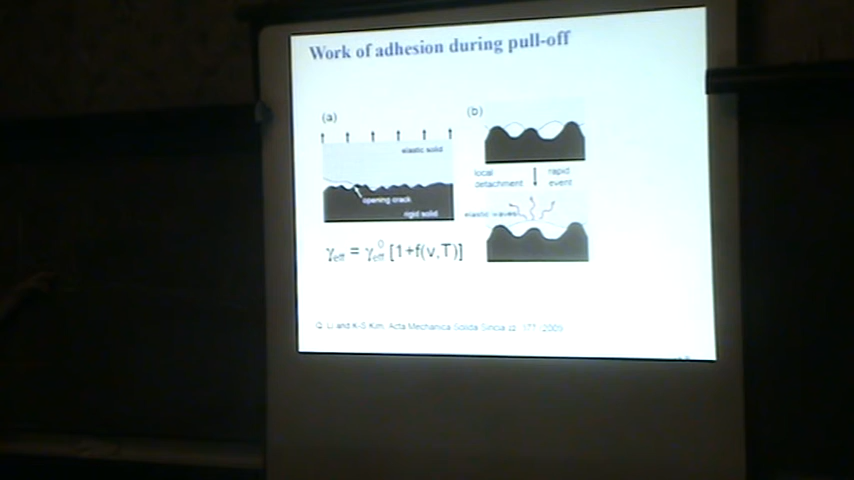 Work of adhesion during pull-off
(a)
(b)
elastic solid
opening crack
rigid solid
local detachment
rapid event
elastic waves
γeff = γ⁰eff [1+f(v,T)]
Q. Li and K-S Kim, Acta Mechanica Solida Sinica 22, 177, 2009